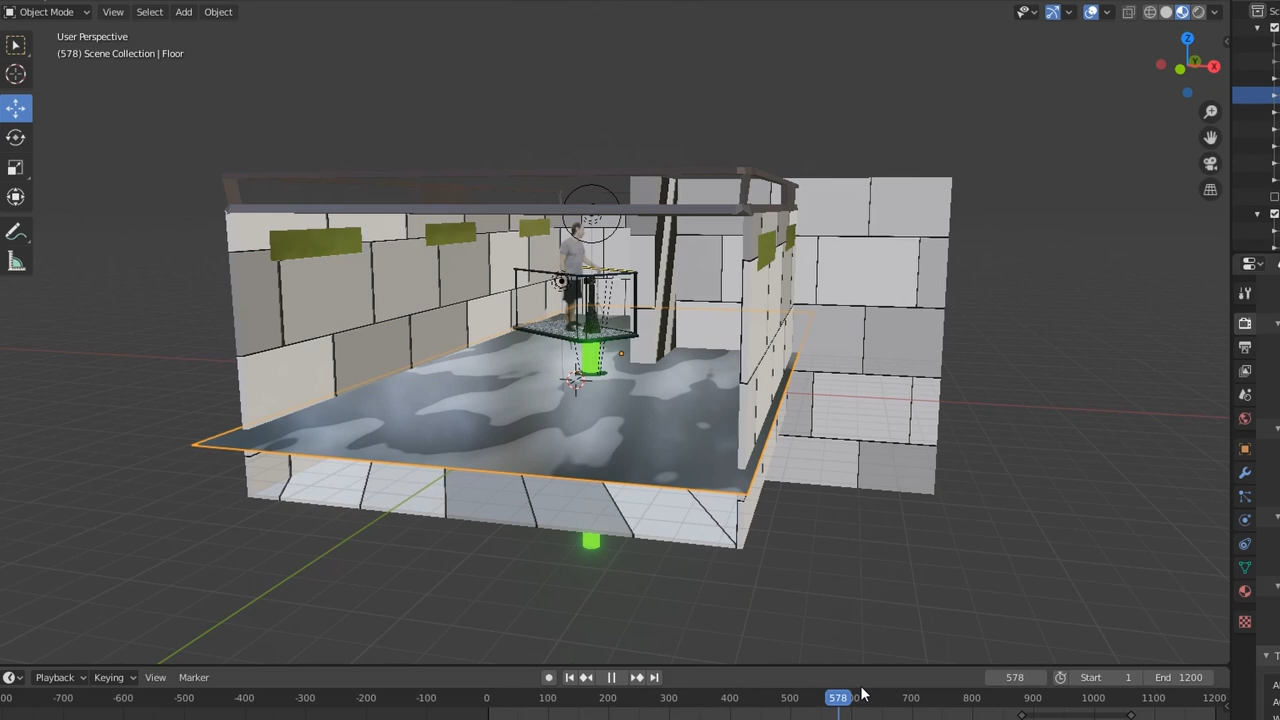 Object Mode View Select Add Object
User Perspective
(578) Scene Collection | Floor
Z
X
Y
Sc
Playback Keying View Marker
578 Start 1 End 1200
-700 -600 -500 -400 -300 -200 -100 0 100 200 300 400 500 578 700 800 900 1000 1100 1200